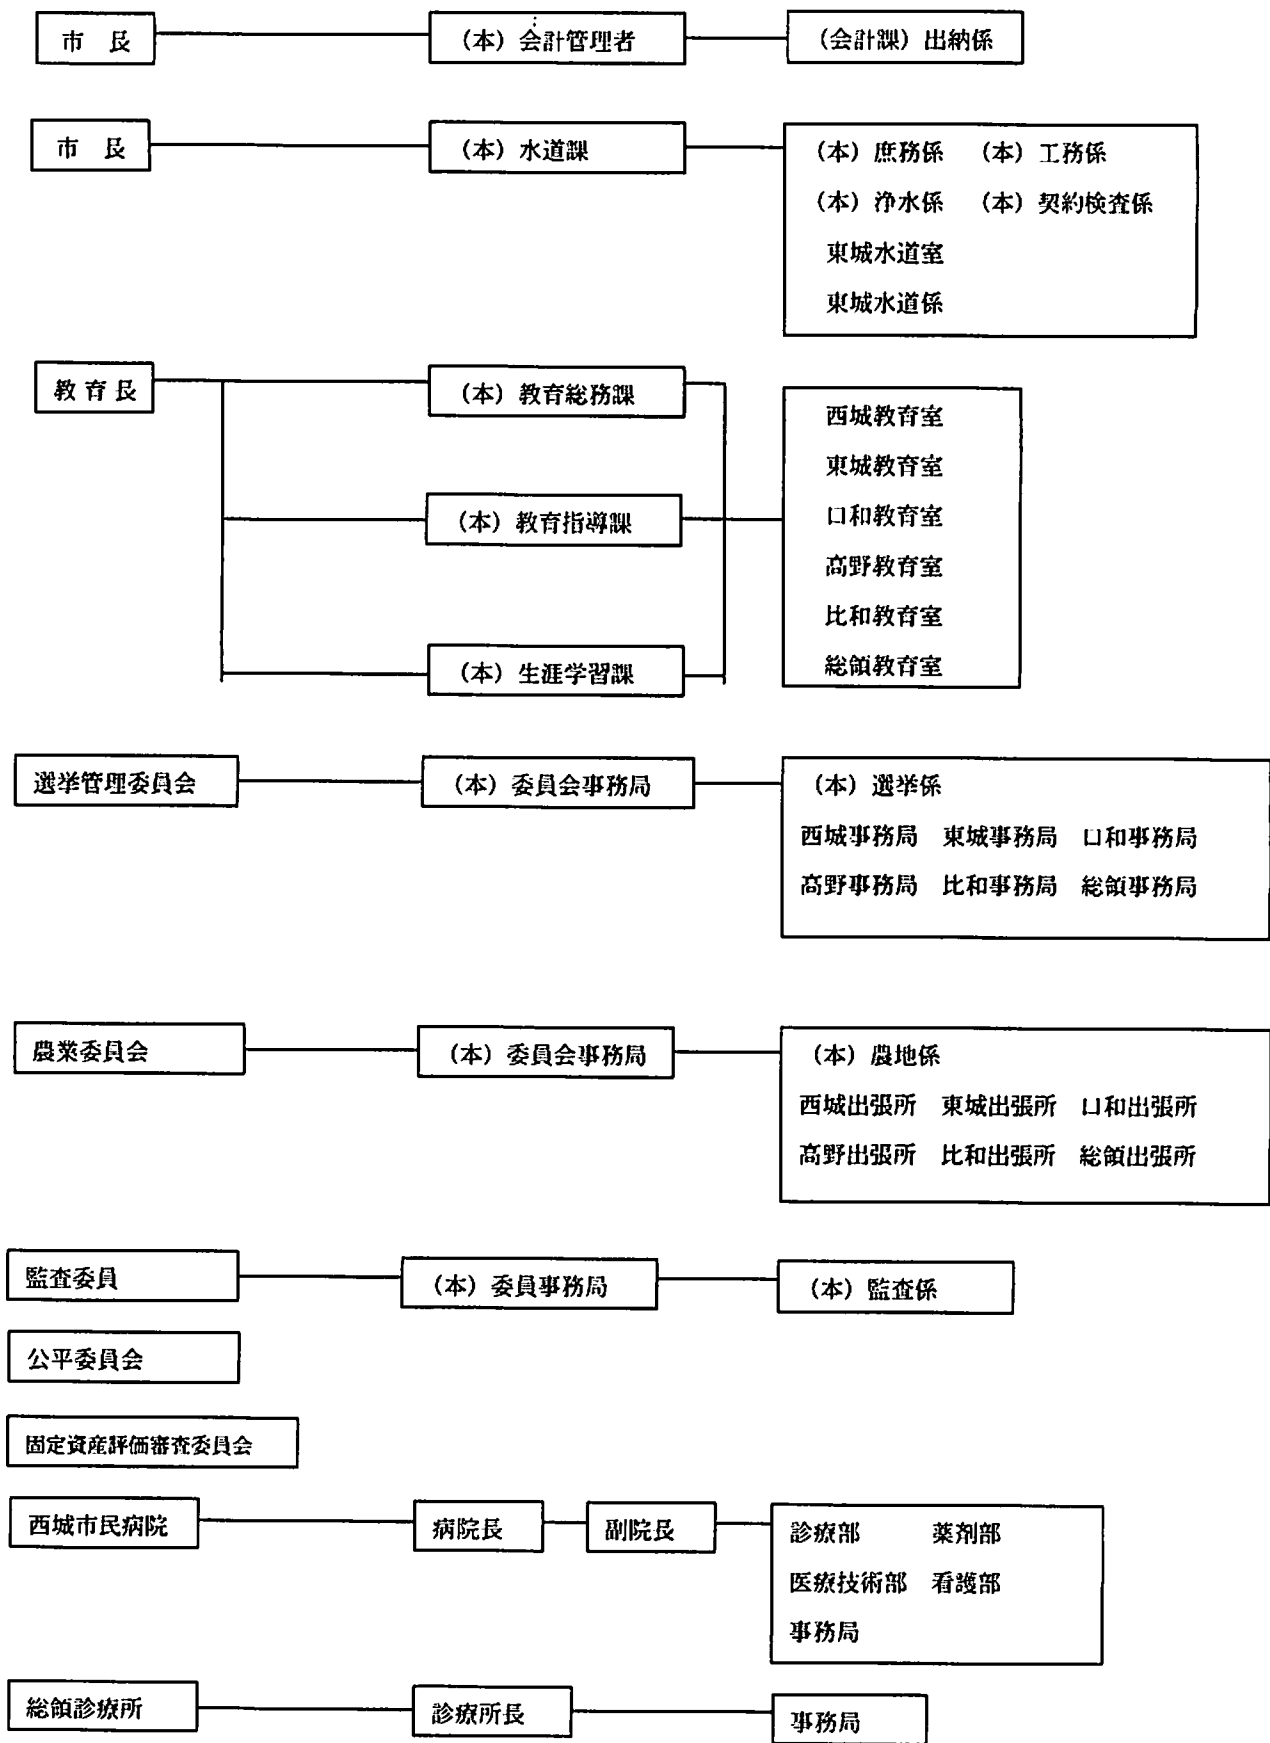 市　長　（本）会計管理者　（会計課）出納係
市　長　（本）水道課　（本）庶務係　（本）工務係
（本）浄水係　（本）契約検査係
東城水道室
東城水道係
教育長　（本）教育総務課
西城教育室
東城教育室
（本）教育指導課　口和教育室
高野教育室
比和教育室
（本）生涯学習課　総領教育室
選挙管理委員会　（本）委員会事務局　（本）選挙係
西城事務局　東城事務局　口和事務局
高野事務局　比和事務局　総領事務局
農業委員会　（本）委員会事務局　（本）農地係
西城出張所　東城出張所　口和出張所
高野出張所　比和出張所　総領出張所
監査委員　（本）委員事務局　（本）監査係
公平委員会
固定資産評価審査委員会
西城市民病院　病院長　副院長　診療部　薬剤部
医療技術部　看護部
事務局
総領診療所　診療所長　事務局